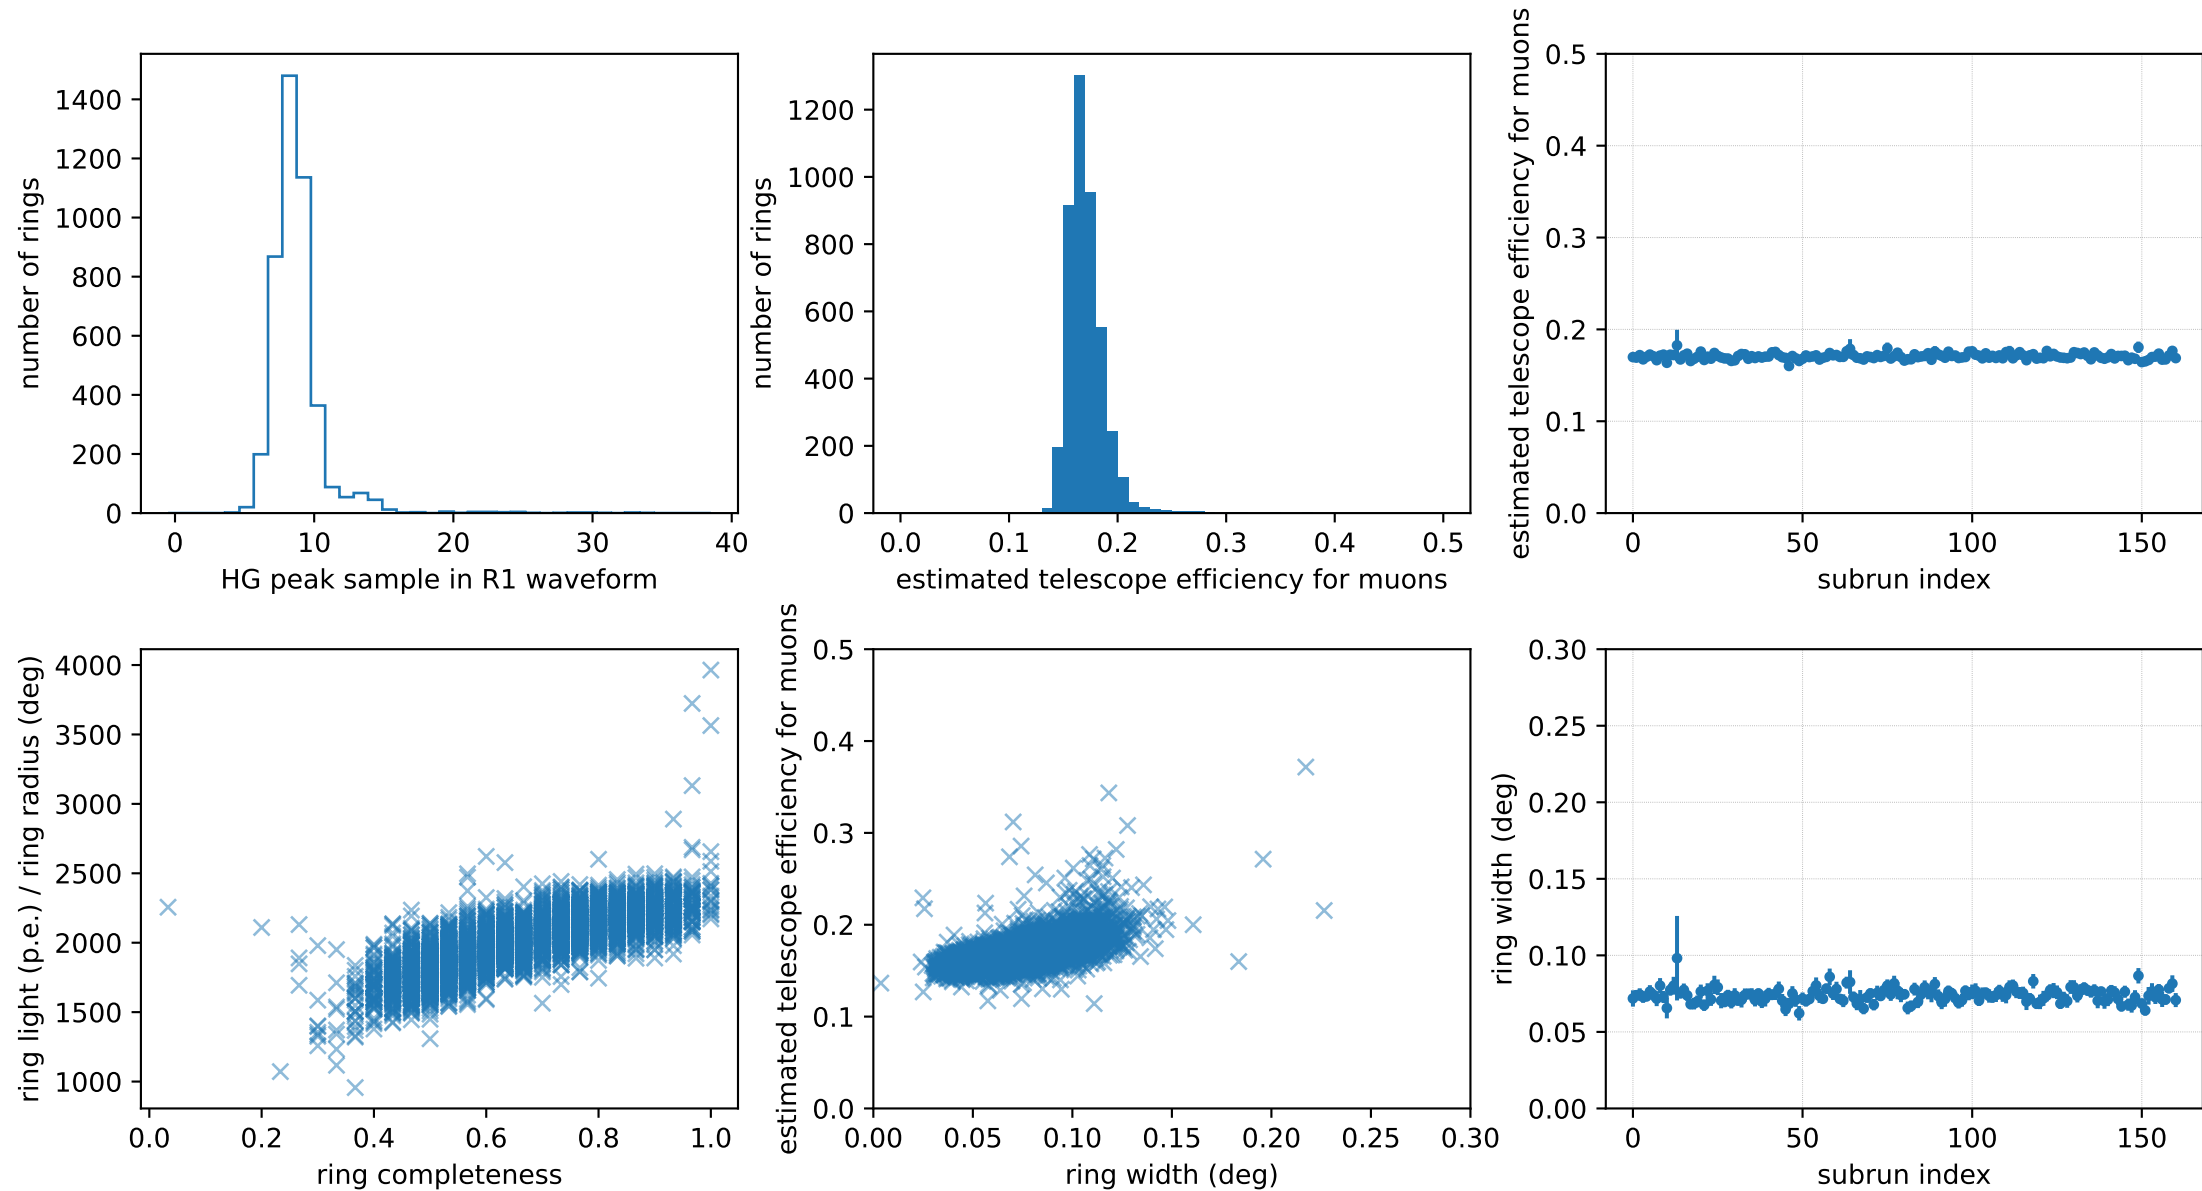 number of rings
1400
1200
1000
800
600
400
200
0
0 10 20 30 40
HG peak sample in R1 waveform
number of rings
1200
1000
800
600
400
200
0
0.0 0.1 0.2 0.3 0.4 0.5
estimated telescope efficiency for muons
estimated telescope efficiency for muons
0.5
0.4
0.3
0.2
0.1
0.0
0 50 100 150
subrun index
ring light (p.e.) / ring radius (deg)
4000
3500
3000
2500
2000
1500
1000
0.0 0.2 0.4 0.6 0.8 1.0
ring completeness
estimated telescope efficiency for muons
0.5
0.4
0.3
0.2
0.1
0.0
0.00 0.05 0.10 0.15 0.20 0.25 0.30
ring width (deg)
ring width (deg)
0.30
0.25
0.20
0.15
0.10
0.05
0.00
0 50 100 150
subrun index